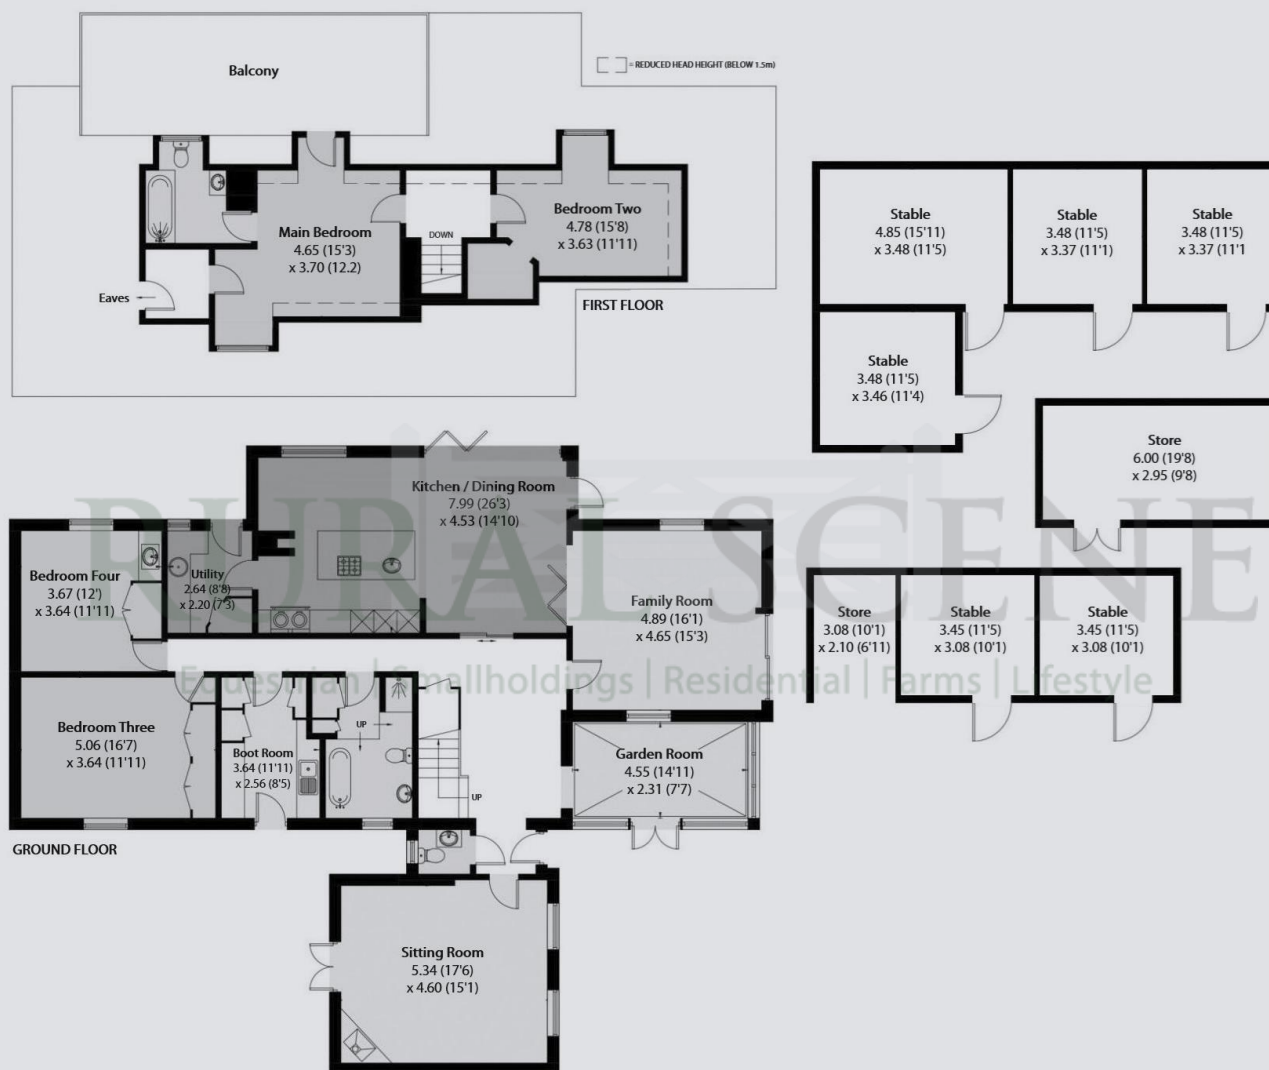 Balcony
= REDUCED HEAD HEIGHT (BELOW 1.5m)
Main Bedroom
4.65 (15'3)
x 3.70 (12.2")
DOWN
Bedroom Two
4.78 (15'8)
x 3.63 (11'11)
Eaves
FIRST FLOOR
Stable
4.85 (15'11)
x 3.48 (11'5)
Stable
3.48 (11'5)
x 3.37 (11'1)
Stable
3.48 (11'5)
x 3.37 (11'1
Stable
3.48 (11'5)
x 3.46 (11'4)
Store
6.00 (19'8)
x 2.95 (9'8)
Kitchen / Dining Room
7.99 (26'3)
x 4.53 (14'10)
RURAL SCENE
Equestrian | Smallholdings | Residential | Farms | Lifestyle
Bedroom Four
3.67 (12')
x 3.64 (11'11)
Utility
2.64 (8'8)
x 2.20 (7'3)
Family Room
4.89 (16'1)
x 4.65 (15'3)
Store
3.08 (10'1)
x 2.10 (6'11)
Stable
3.45 (11'5)
x 3.08 (10'1)
Stable
3.45 (11'5)
x 3.08 (10'1)
Bedroom Three
5.06 (16'7)
x 3.64 (11'11)
Boot Room
3.64 (11'11)
x 2.56 (8'5)
UP
UP
Garden Room
4.55 (14'11)
x 2.31 (7'7)
GROUND FLOOR
Sitting Room
5.34 (17'6)
x 4.60 (15'1)